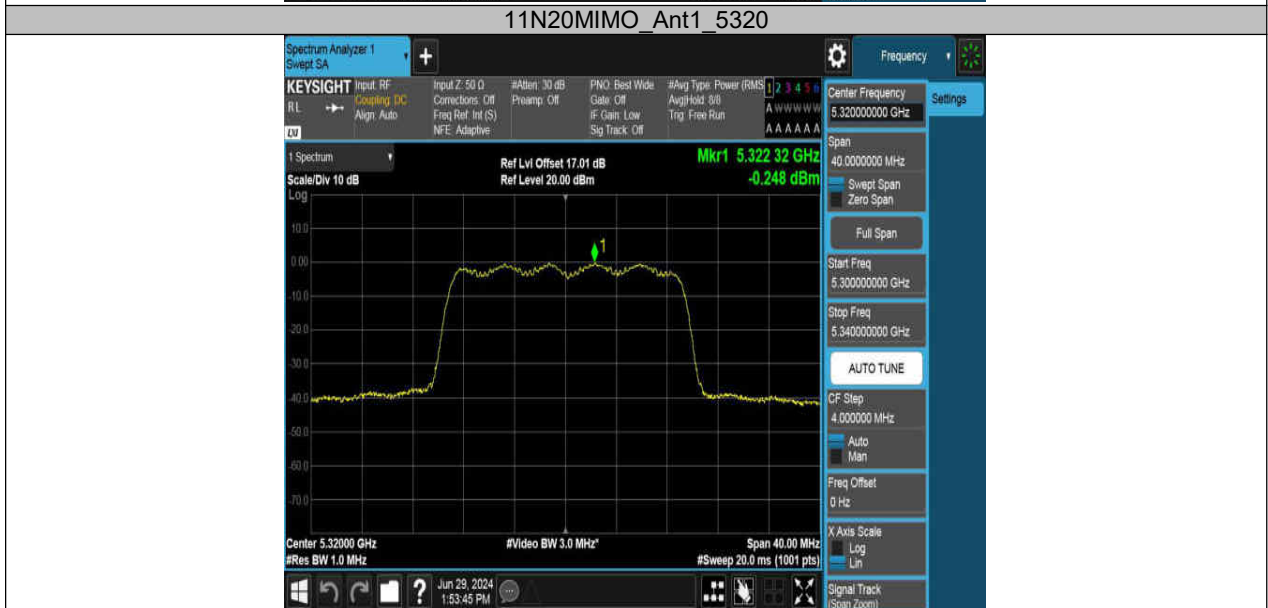 11N20MIMO_Ant1_5320
Spectrum Analyzer 1
Swept SA
+
Frequency
KEYSIGHT
RL
LXI
Input: RF
Coupling: DC
Align: Auto
Input Z: 50 Ω
Corrections: Off
Freq Ref: Int (S)
NFE: Adaptive
#Atten: 30 dB
Preamp: Off
PNO: Best Wide
Gate: Off
IF Gain: Low
Sig Track: Off
#Avg Type: Power (RMS
Avg|Hold: 8/8
Trig: Free Run
1 2 3 4 5 6
A W W W W W
A A A A A A
Center Frequency
5.320000000 GHz
Settings
Span
40.0000000 MHz
Swept Span
Zero Span
Full Span
Start Freq
5.300000000 GHz
Stop Freq
5.340000000 GHz
AUTO TUNE
CF Step
4.000000 MHz
Auto
Man
Freq Offset
0 Hz
X Axis Scale
Log
Lin
Signal Track
(Span Zoom)
1 Spectrum
Scale/Div 10 dB
Log
Ref Lvl Offset 17.01 dB
Ref Level 20.00 dBm
Mkr1 5.322 32 GHz
-0.248 dBm
10.0
0.00
-10.0
-20.0
-30.0
-40.0
-50.0
-60.0
-70.0
1
Center 5.32000 GHz
#Res BW 1.0 MHz
#Video BW 3.0 MHz*
Span 40.00 MHz
#Sweep 20.0 ms (1001 pts)
?
Jun 29, 2024
1:53:45 PM